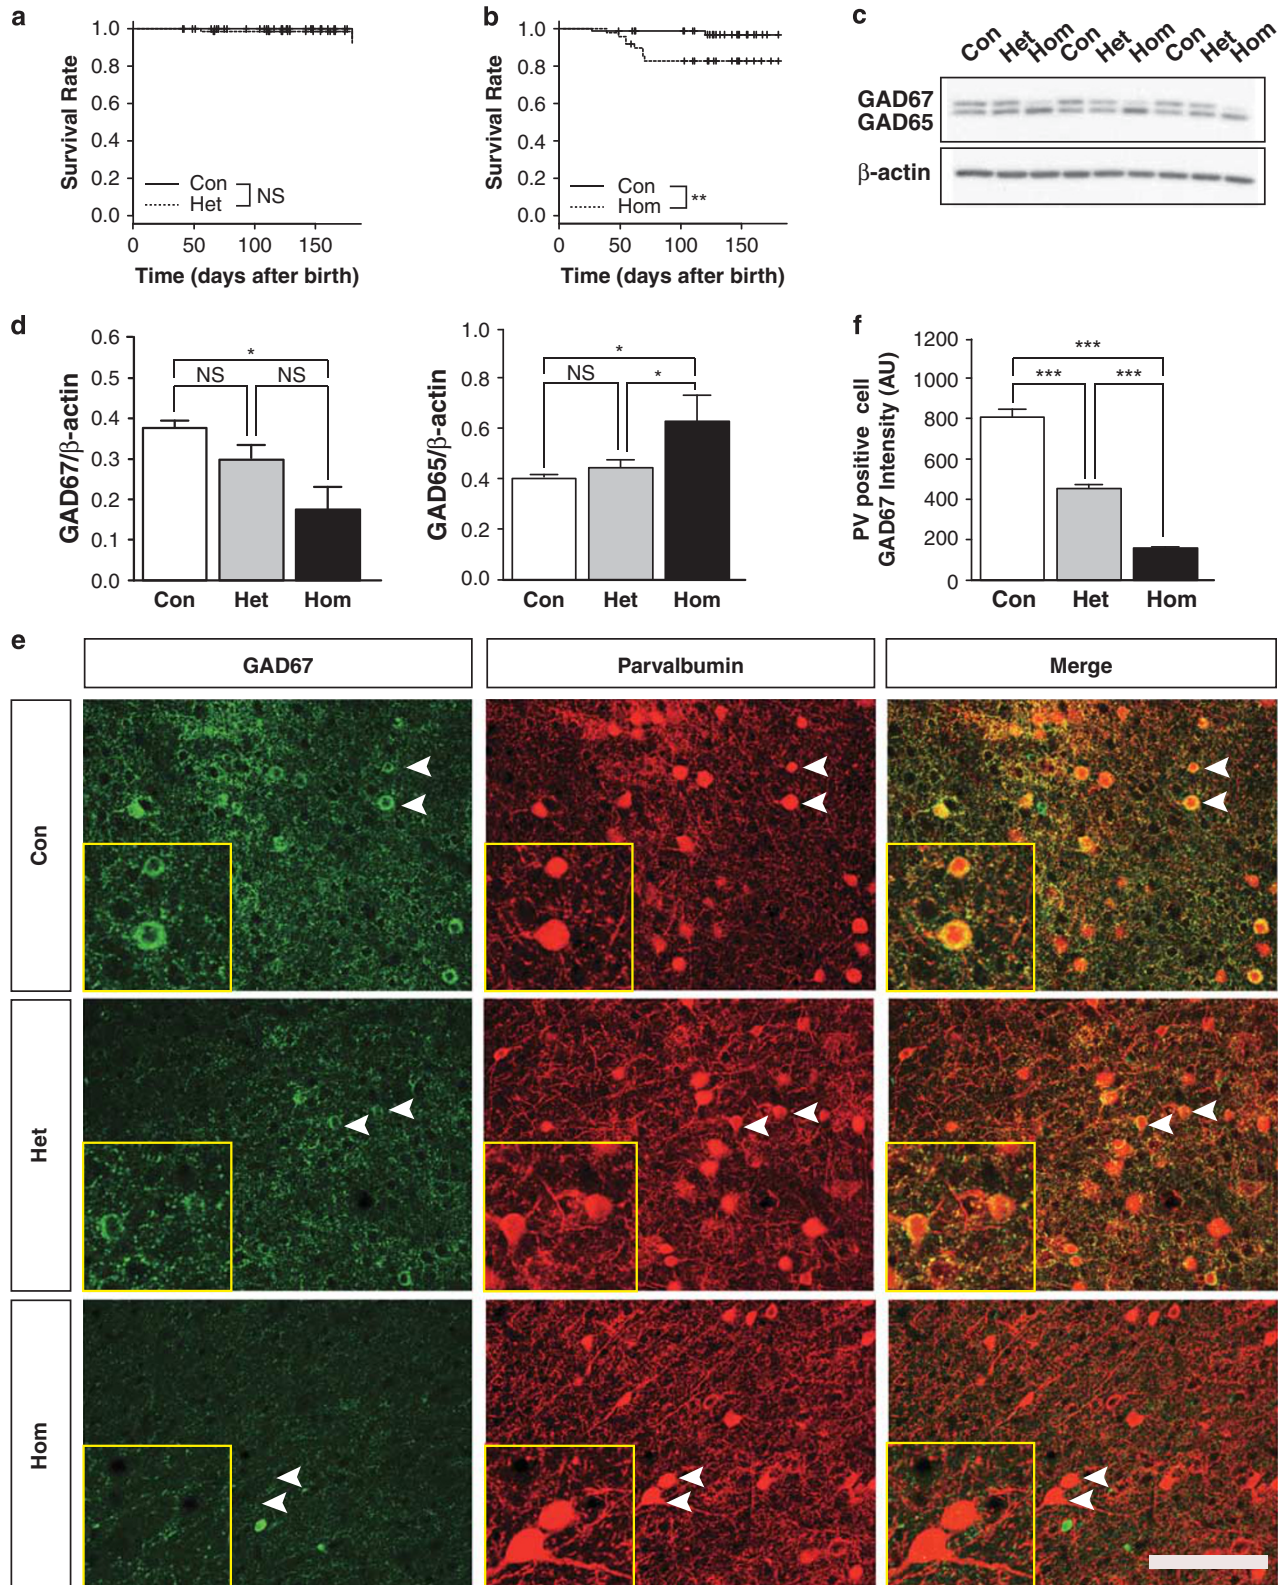 a
1.0
0.8
0.6
0.4
0.2
0.0
Survival Rate
Con
Het
NS
0 50 100 150
Time (days after birth)
b
1.0
0.8
0.6
0.4
0.2
0.0
Survival Rate
Con
Hom
**
0 50 100 150
Time (days after birth)
c
Con Het Hom Con Het Hom Con Het Hom
GAD67
GAD65
β-actin
d
0.6
0.5
0.4
0.3
0.2
0.1
0.0
GAD67/β-actin
*
NS NS
Con Het Hom
1.0
0.8
0.6
0.4
0.2
0.0
GAD65/β-actin
*
NS *
Con Het Hom
f
1200
1000
800
600
400
200
0
PV positive cell
GAD67 Intensity (AU)
***
*** ***
Con Het Hom
e
GAD67 Parvalbumin Merge
Con
Het
Hom